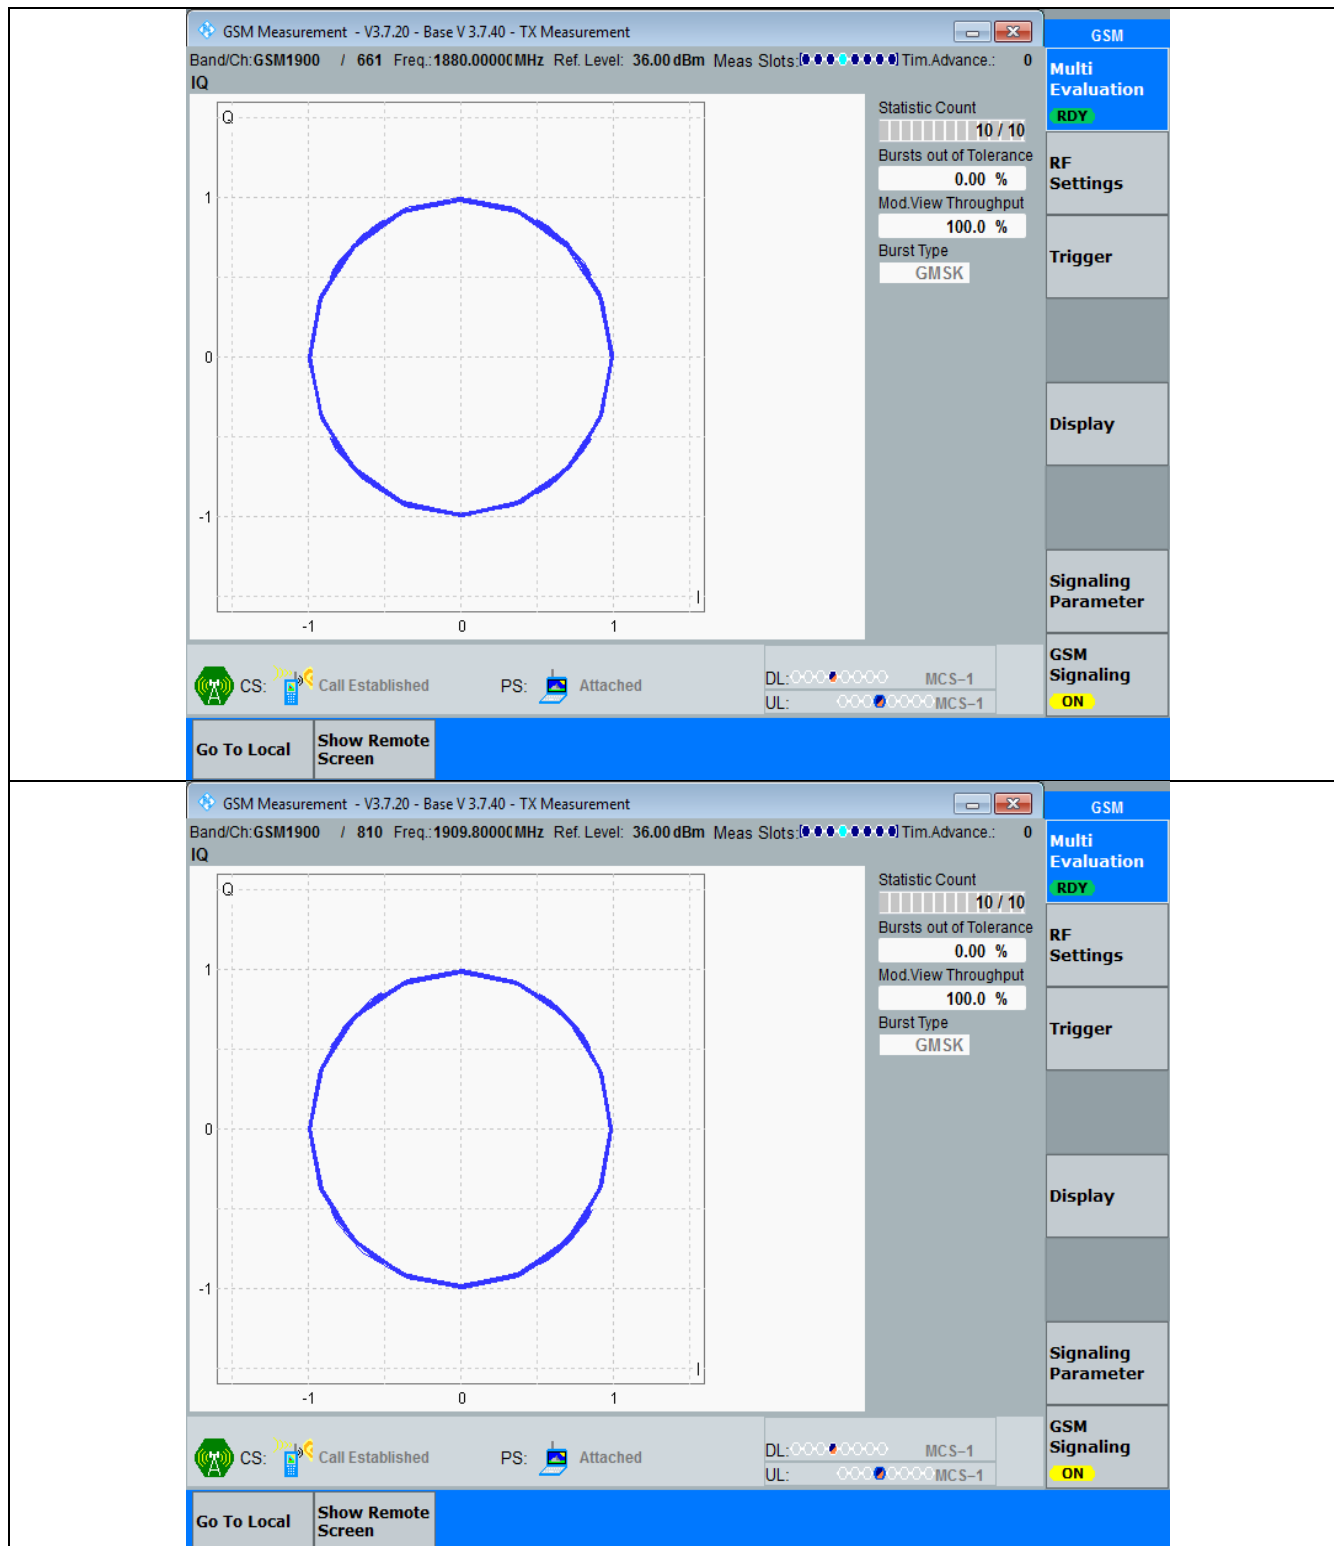 GSM Measurement - V3.7.20 - Base V 3.7.40 - TX Measurement
GSM
Band/Ch:GSM1900 / 661 Freq.:1880.00000MHz Ref. Level: 36.00 dBm Meas Slots: Tim.Advance.: 0
IQ
Multi
Evaluation
RDY
Statistic Count
10 / 10
Bursts out of Tolerance
0.00 %
Mod.View Throughput
100.0 %
Burst Type
GMSK
RF
Settings
Trigger
Display
Signaling
Parameter
GSM
Signaling
ON
Q
1
0
-1
I
-1 0 1
CS: Call Established PS: Attached DL: MCS-1
UL: MCS-1
Go To Local
Show Remote
Screen
GSM Measurement - V3.7.20 - Base V 3.7.40 - TX Measurement
GSM
Band/Ch:GSM1900 / 810 Freq.:1909.80000MHz Ref. Level: 36.00 dBm Meas Slots: Tim.Advance.: 0
IQ
Multi
Evaluation
RDY
Statistic Count
10 / 10
Bursts out of Tolerance
0.00 %
Mod.View Throughput
100.0 %
Burst Type
GMSK
RF
Settings
Trigger
Display
Signaling
Parameter
GSM
Signaling
ON
Q
1
0
-1
I
-1 0 1
CS: Call Established PS: Attached DL: MCS-1
UL: MCS-1
Go To Local
Show Remote
Screen